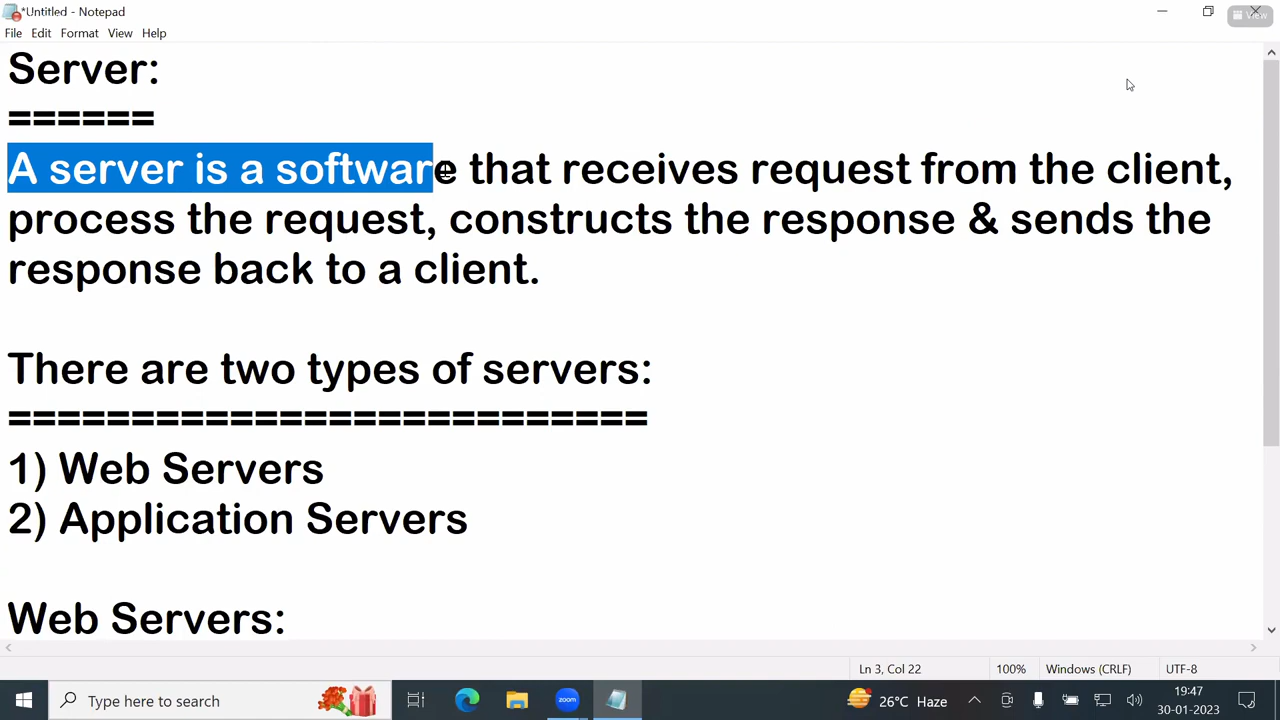 *Untitled - Notepad
View
File Edit Format View Help
Server:
======
A server is a software that receives request from the client,
process the request, constructs the response & sends the
response back to a client.
There are two types of servers:
==========================
1) Web Servers
2) Application Servers
Web Servers:
Ln 3, Col 22 100% Windows (CRLF) UTF-8
Type here to search
zoom
26°C Haze
19:47
30-01-2023